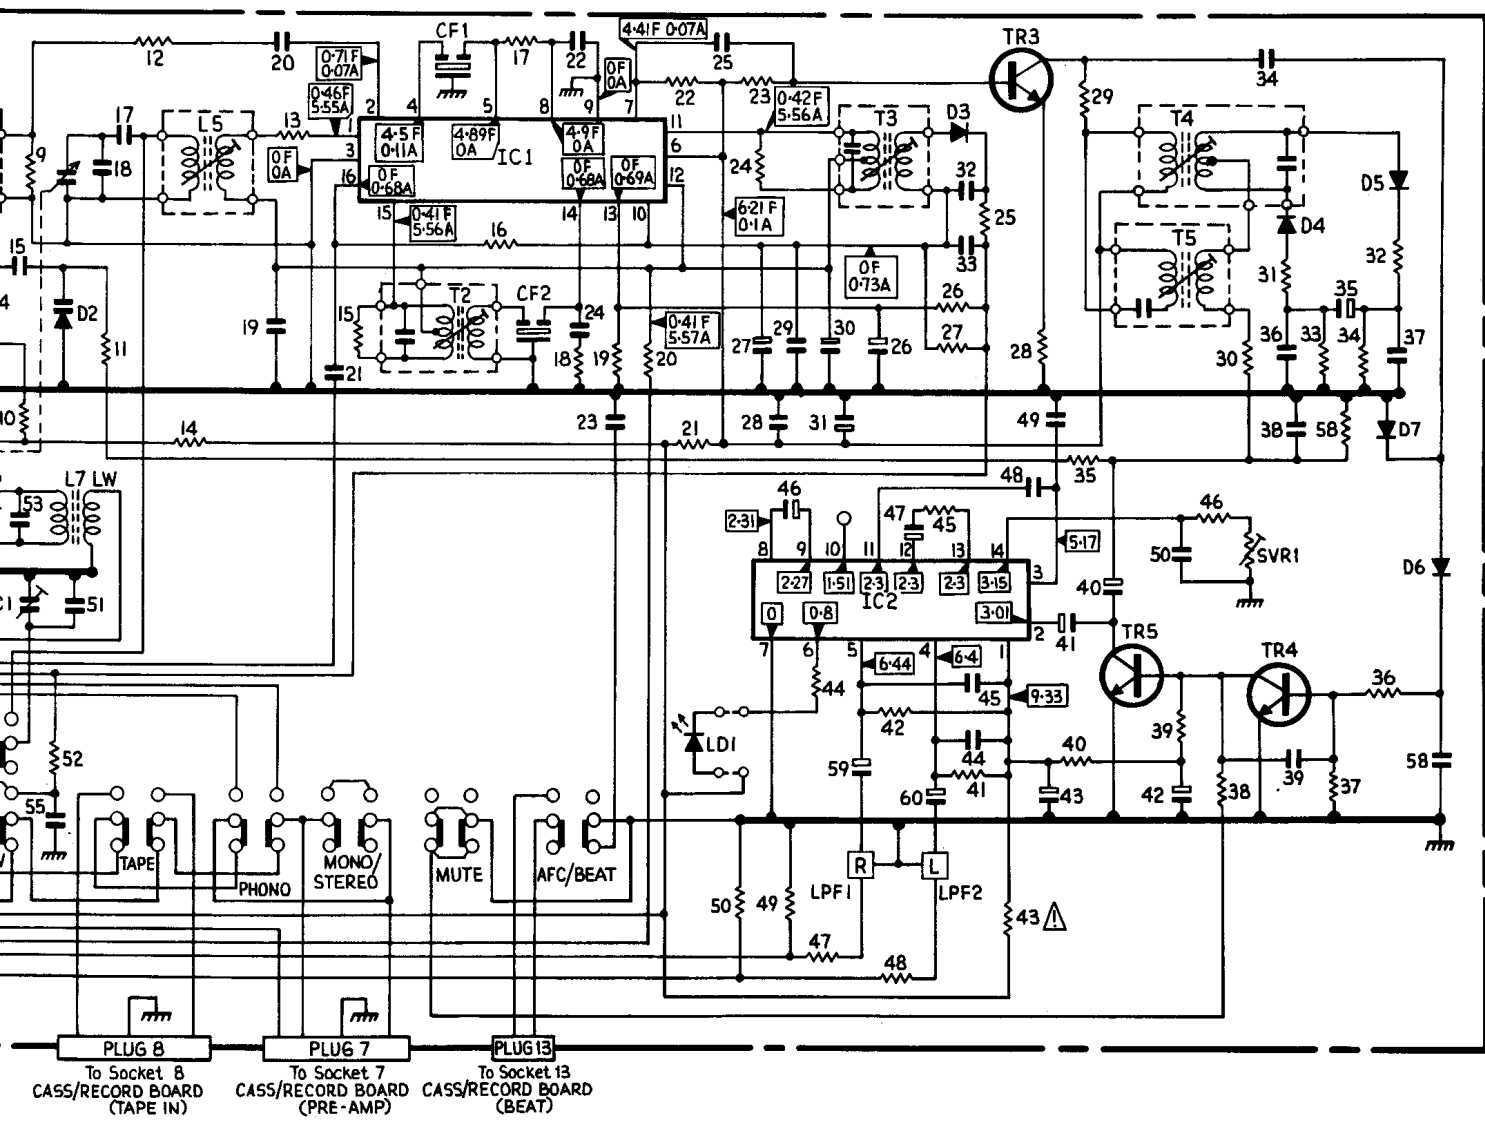 CF1
4·41F 0·07A
TR3
12
20
0·71F
0·07A
17
22
0F
0A
25
34
0·46F
5·55A
22
23
0·42F
5·56A
29
17
L5
13
2
4
5
8
9
7
1
3
16
4·5F
0·11A
4·89F
0A
IC1
4·9F
0A
0F
0·68A
0F
0·69A
0F
0·68A
11
6
12
T3
D3
T4
9
18
0F
0A
24
32
D5
15
14
13
10
0·41F
5·56A
16
6·21F
0·1A
25
D4
T5
15
33
0F
0·73A
31
32
4
D2
T2
CF2
15
24
26
35
19
11
0·41F
5·57A
27
29
30
26
27
28
36
33
34
37
18
19
20
21
30
10
14
23
21
28
31
49
38
58
D7
35
L7 LW
53
46
48
2·31
47
45
46
5·17
50
SVR1
8
9
10
11
12
13
14
2·27
1·51
2·3
2·3
2·3
3·15
3
D6
C1
51
IC2
0
0·8
3·01
2
40
41
TR5
TR4
7
6
5
4
1
6·44
6·4
44
45
9·33
36
42
39
LD1
52
59
44
41
40
39
58
55
60
43
42
38
37
TAPE
PHONO
MONO/
STEREO
MUTE
AFC/BEAT
R
L
LPF1
LPF2
50
49
43
47
48
PLUG 8
PLUG 7
PLUG 13
To Socket 8
CASS/RECORD BOARD
(TAPE IN)
To Socket 7
CASS/RECORD BOARD
(PRE-AMP)
To Socket 13
CASS/RECORD BOARD
(BEAT)